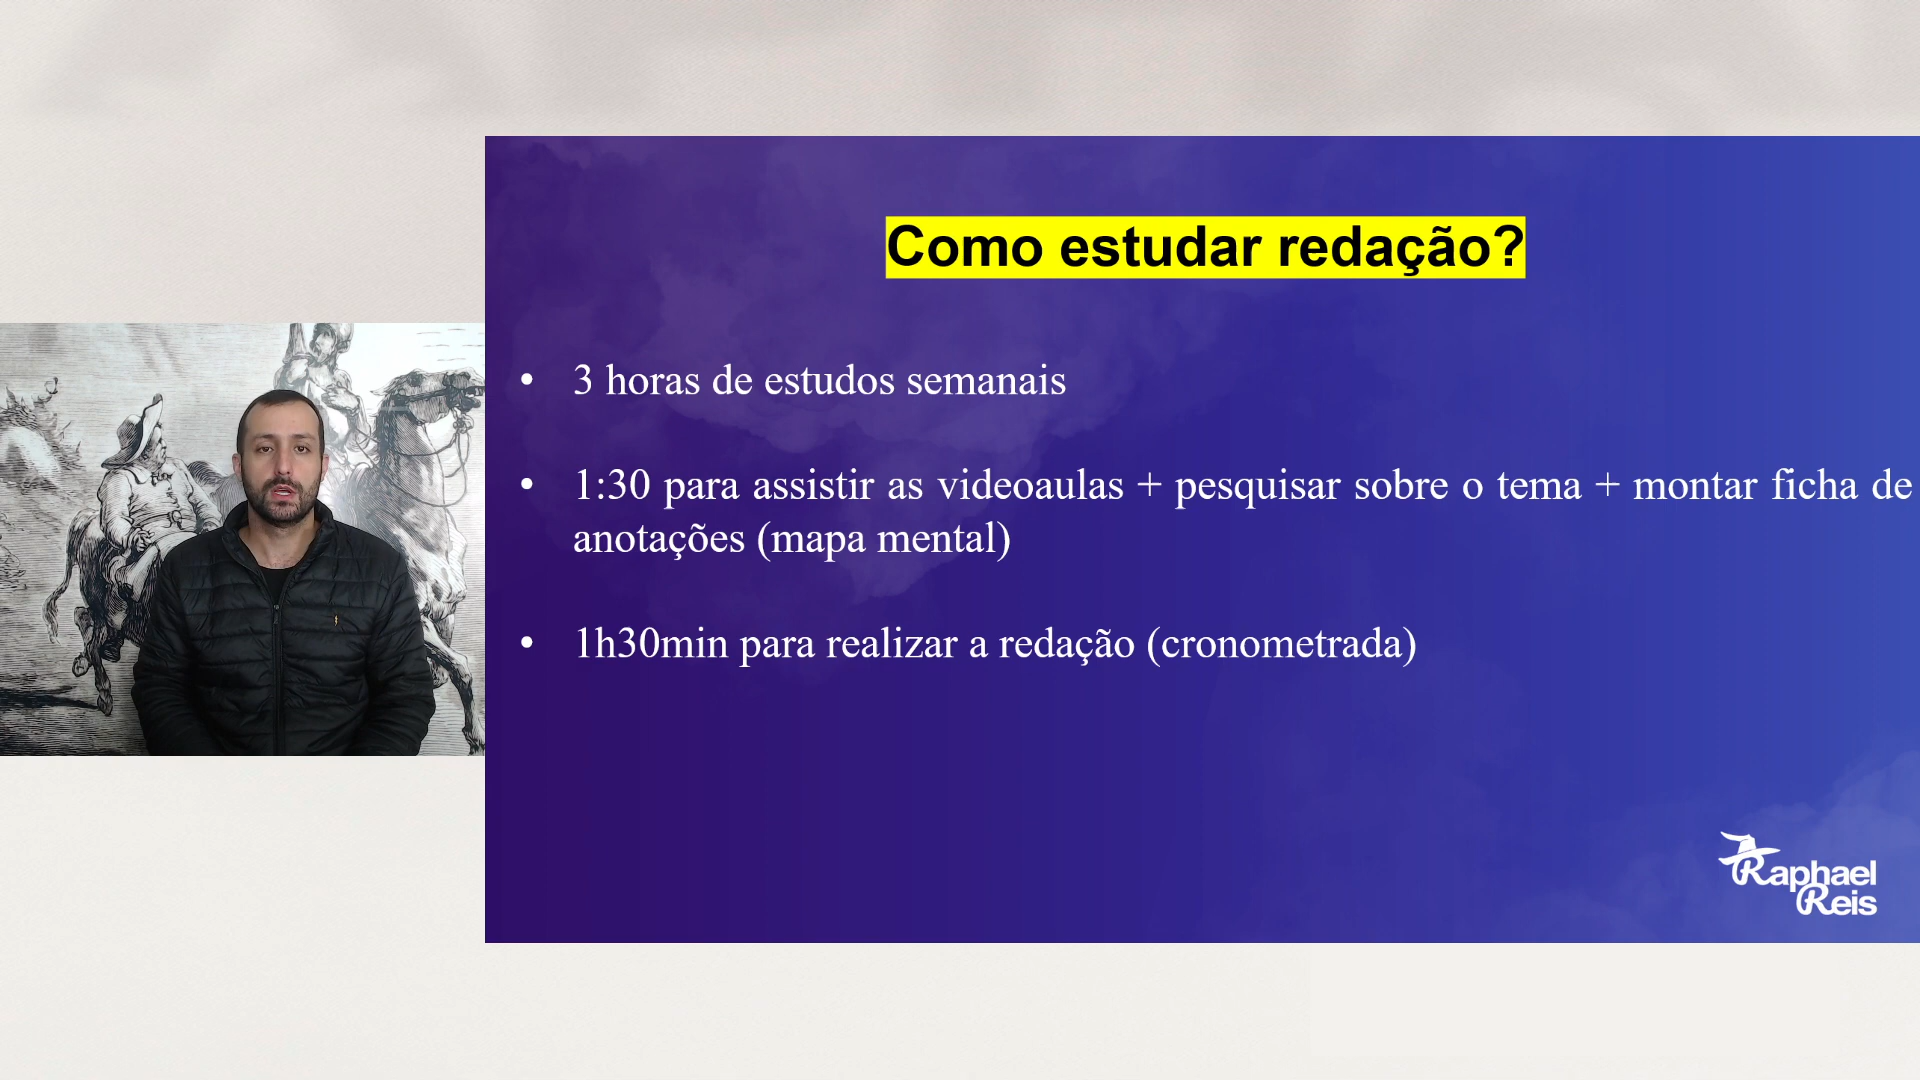 Como estudar redação?
• 3 horas de estudos semanais
• 1:30 para assistir as videoaulas + pesquisar sobre o tema + montar ficha de
anotações (mapa mental)
• 1h30min para realizar a redação (cronometrada)
Raphael
Reis